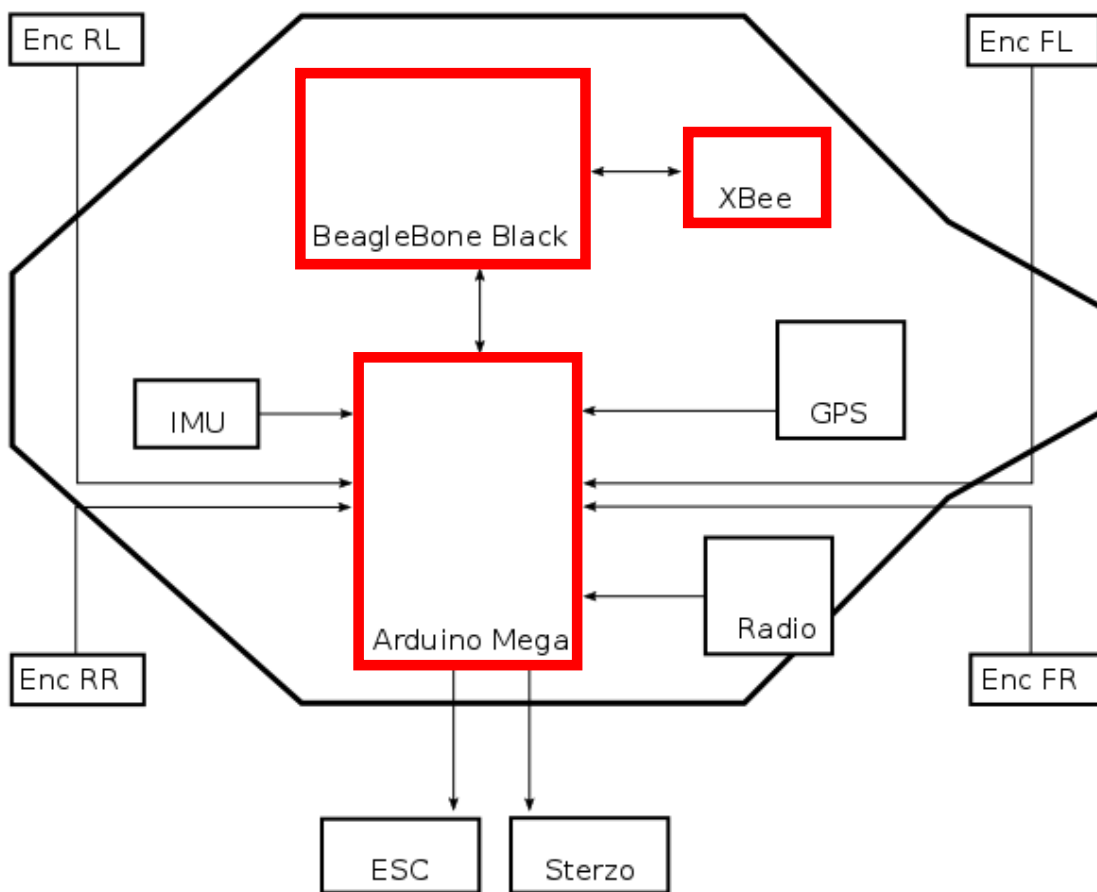 Enc RL
Enc FL
XBee
BeagleBone Black
IMU
GPS
Radio
Arduino Mega
Enc RR
Enc FR
ESC
Sterzo